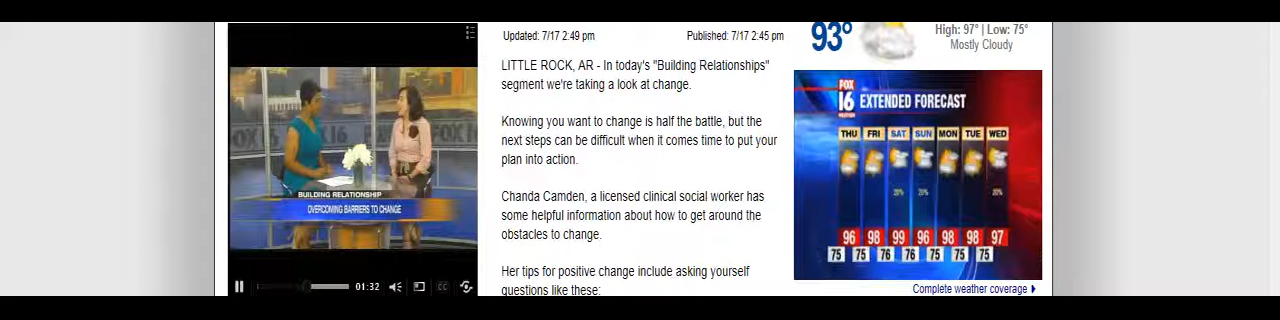 Updated: 7/17 2:49 pm
Published: 7/17 2:45 pm
LITTLE ROCK, AR - In today's "Building Relationships"
segment we're taking a look at change.
Knowing you want to change is half the battle, but the
next steps can be difficult when it comes time to put your
plan into action.
Chanda Camden, a licensed clinical social worker has
some helpful information about how to get around the
obstacles to change.
Her tips for positive change include asking yourself
questions like these:
BUILDING RELATIONSHIP
OVERCOMING BARRIERS TO CHANGE
01:32
CC
93°
High: 97° | Low: 75°
Mostly Cloudy
FOX
16
EXTENDED FORECAST
THU FRI SAT SUN MON TUE WED
20% 20% 20%
96 98 99 96 98 98 97
75 75 76 76 75 75 75
Complete weather coverage